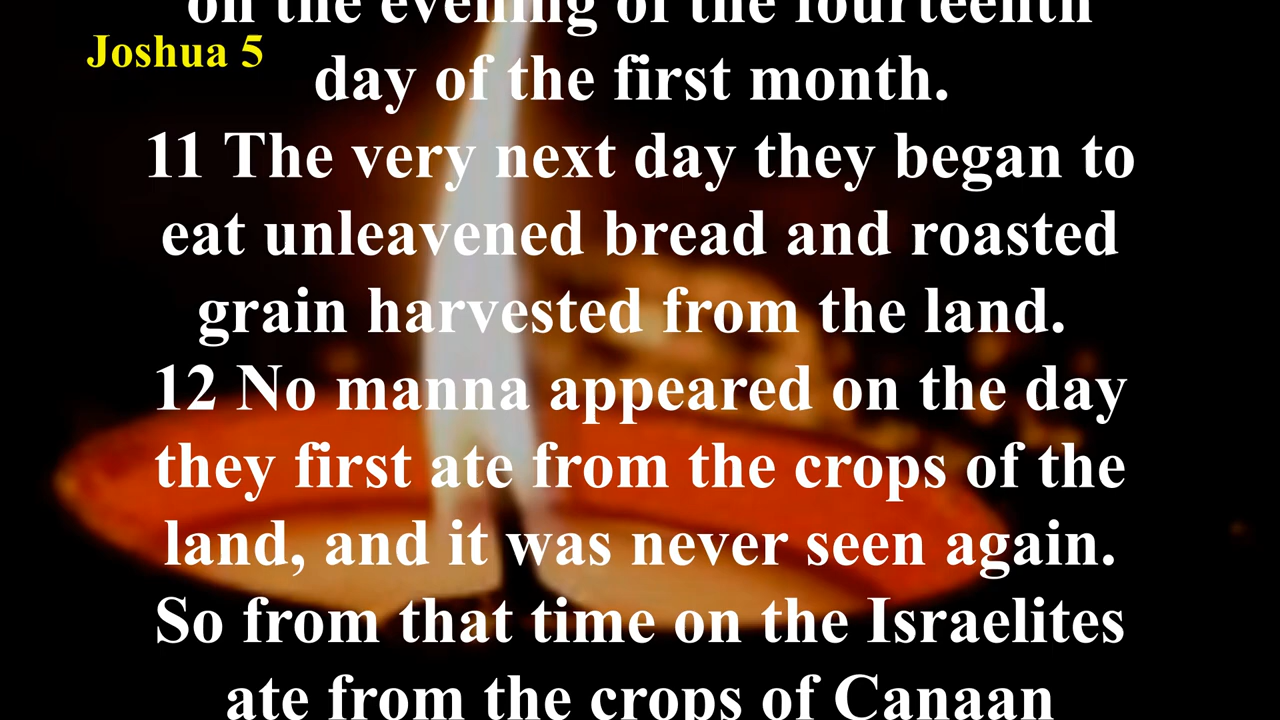 on the evening of the fourteenth
Joshua 5
day of the first month.
11 The very next day they began to
eat unleavened bread and roasted
grain harvested from the land.
12 No manna appeared on the day
they first ate from the crops of the
land, and it was never seen again.
So from that time on the Israelites
ate from the crops of Canaan